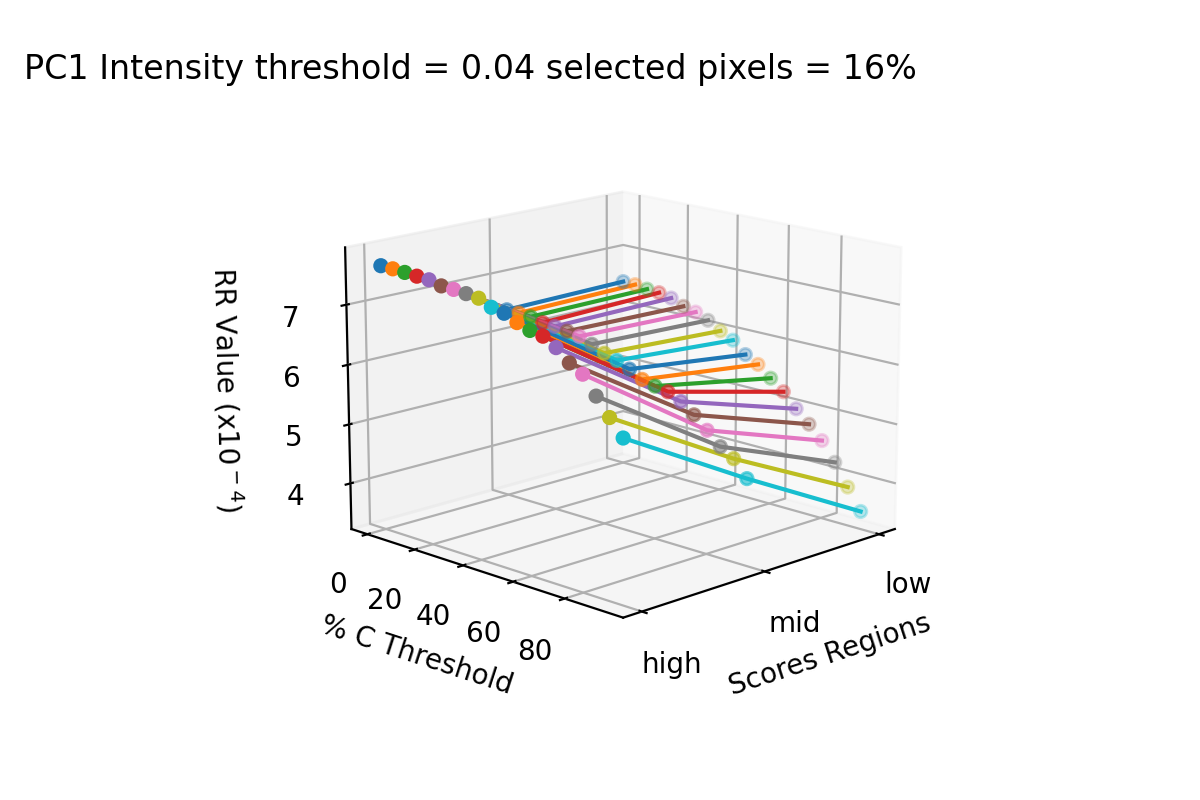 PC1 Intensity threshold = 0.04 selected pixels = 16%
RR Value (x10⁻⁴)
7
6
5
4
0
20
40
60
80
% C Threshold
high
mid
low
Scores Regions